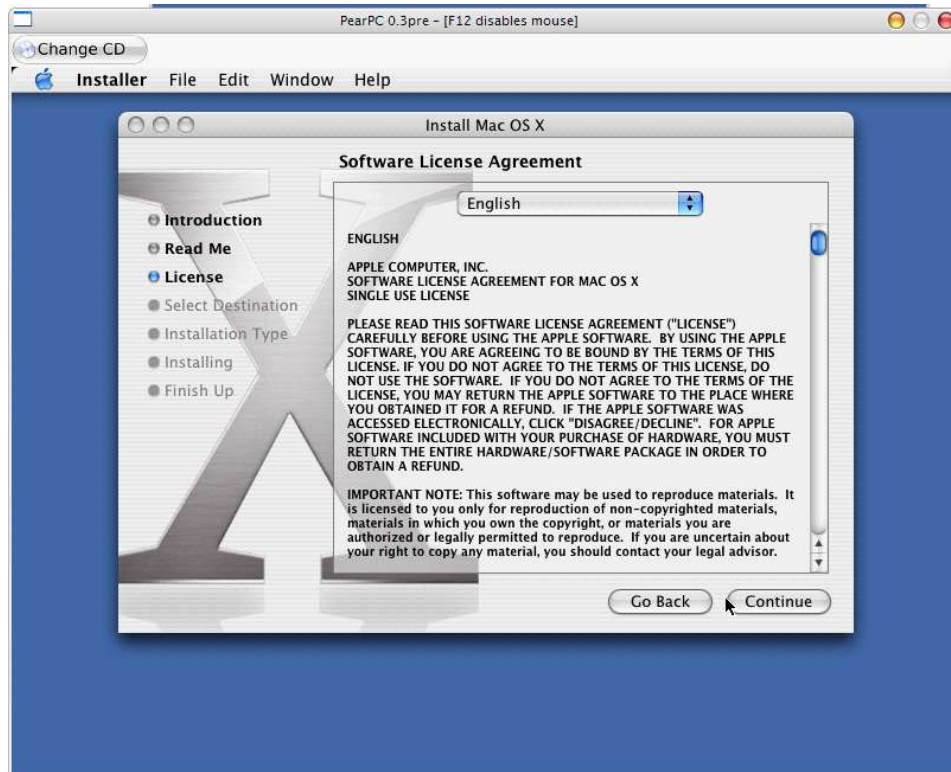 PearPC 0.3pre - [F12 disables mouse]
Change CD
Installer File Edit Window Help
Install Mac OS X
Software License Agreement
Introduction
Read Me
License
Select Destination
Installation Type
Installing
Finish Up
English
ENGLISH
APPLE COMPUTER, INC.
SOFTWARE LICENSE AGREEMENT FOR MAC OS X
SINGLE USE LICENSE
PLEASE READ THIS SOFTWARE LICENSE AGREEMENT ("LICENSE")
CAREFULLY BEFORE USING THE APPLE SOFTWARE.  BY USING THE APPLE
SOFTWARE, YOU ARE AGREEING TO BE BOUND BY THE TERMS OF THIS
LICENSE. IF YOU DO NOT AGREE TO THE TERMS OF THIS LICENSE, DO
NOT USE THE SOFTWARE.  IF YOU DO NOT AGREE TO THE TERMS OF THE
LICENSE, YOU MAY RETURN THE APPLE SOFTWARE TO THE PLACE WHERE
YOU OBTAINED IT FOR A REFUND.  IF THE APPLE SOFTWARE WAS
ACCESSED ELECTRONICALLY, CLICK "DISAGREE/DECLINE".  FOR APPLE
SOFTWARE INCLUDED WITH YOUR PURCHASE OF HARDWARE, YOU MUST
RETURN THE ENTIRE HARDWARE/SOFTWARE PACKAGE IN ORDER TO
OBTAIN A REFUND.
IMPORTANT NOTE: This software may be used to reproduce materials.  It
is licensed to you only for reproduction of non-copyrighted materials,
materials in which you own the copyright, or materials you are
authorized or legally permitted to reproduce.  If you are uncertain about
your right to copy any material, you should contact your legal advisor.
Go Back
Continue